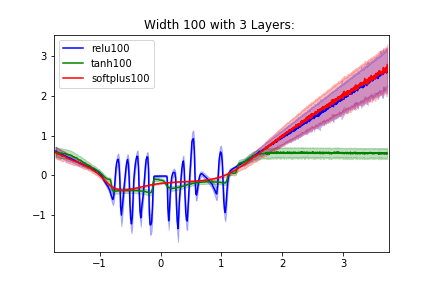 Width 100 with 3 Layers:
relu100
tanh100
softplus100
3
2
1
0
−1
−1 0 1 2 3